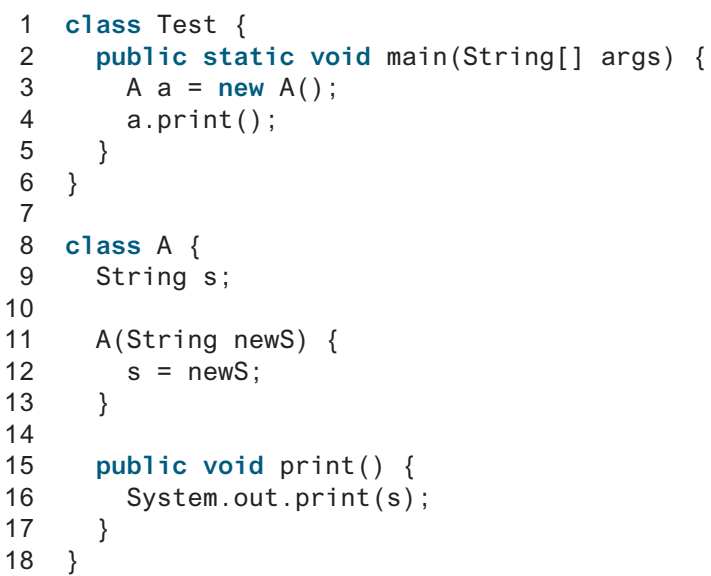 1 class Test {
2   public static void main(String[] args) {
3     A a = new A();
4     a.print();
5   }
6 }
7
8 class A {
9   String s;
10
11   A(String newS) {
12     s = newS;
13   }
14
15   public void print() {
16     System.out.print(s);
17   }
18 }